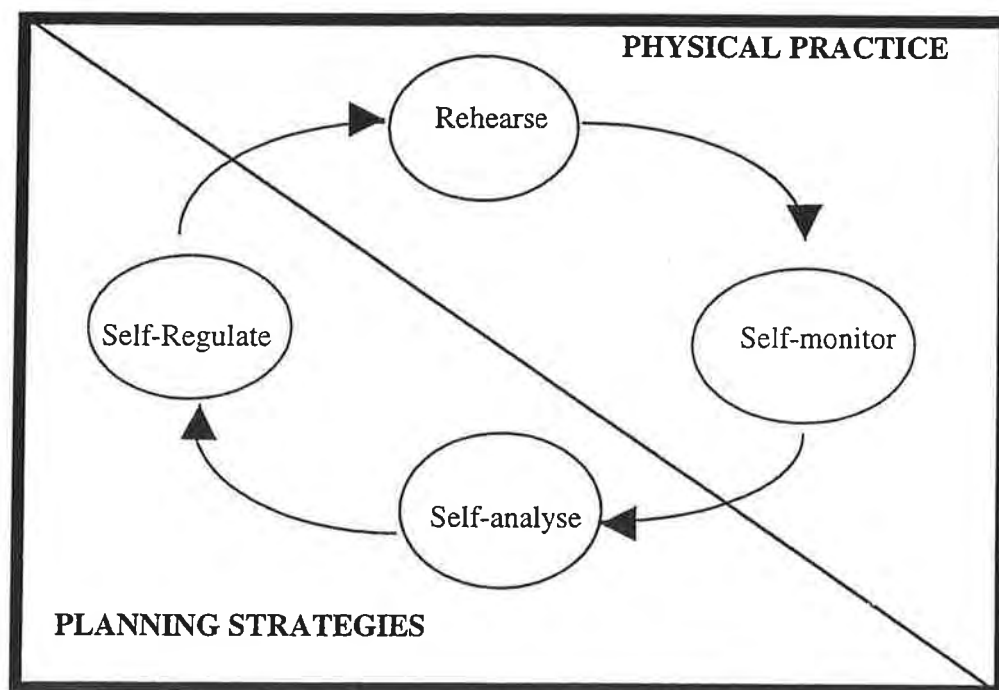 PHYSICAL PRACTICE
Rehearse
Self-Regulate
Self-monitor
Self-analyse
PLANNING STRATEGIES